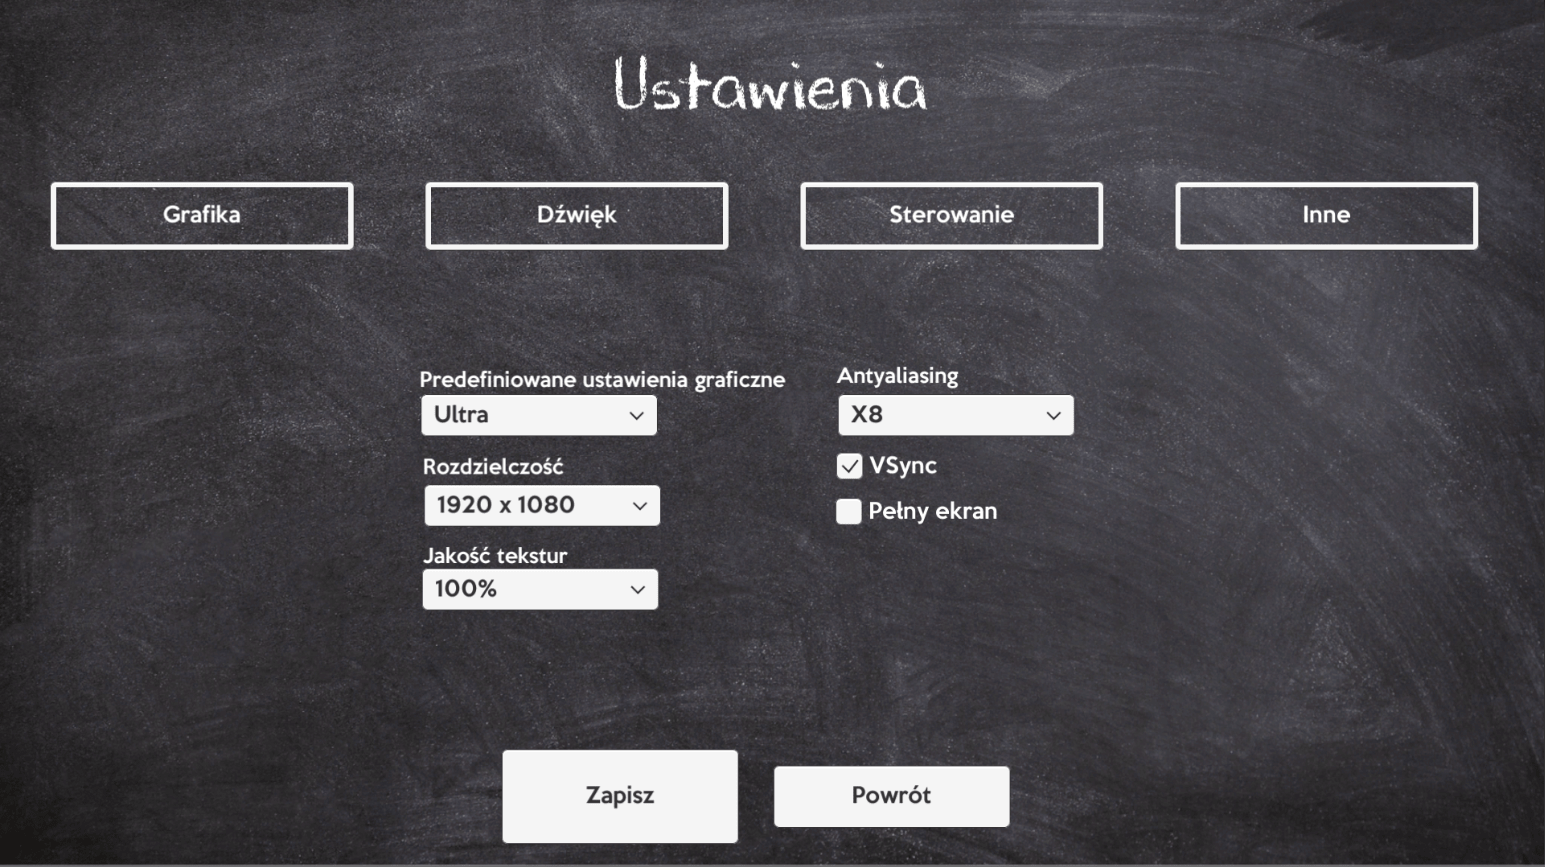 Ustawienia
Grafika
Dźwięk
Sterowanie
Inne
Predefiniowane ustawienia graficzne
Ultra
Rozdzielczość
1920 x 1080
Jakość tekstur
100%
Antyaliasing
X8
VSync
Pełny ekran
Zapisz
Powrót